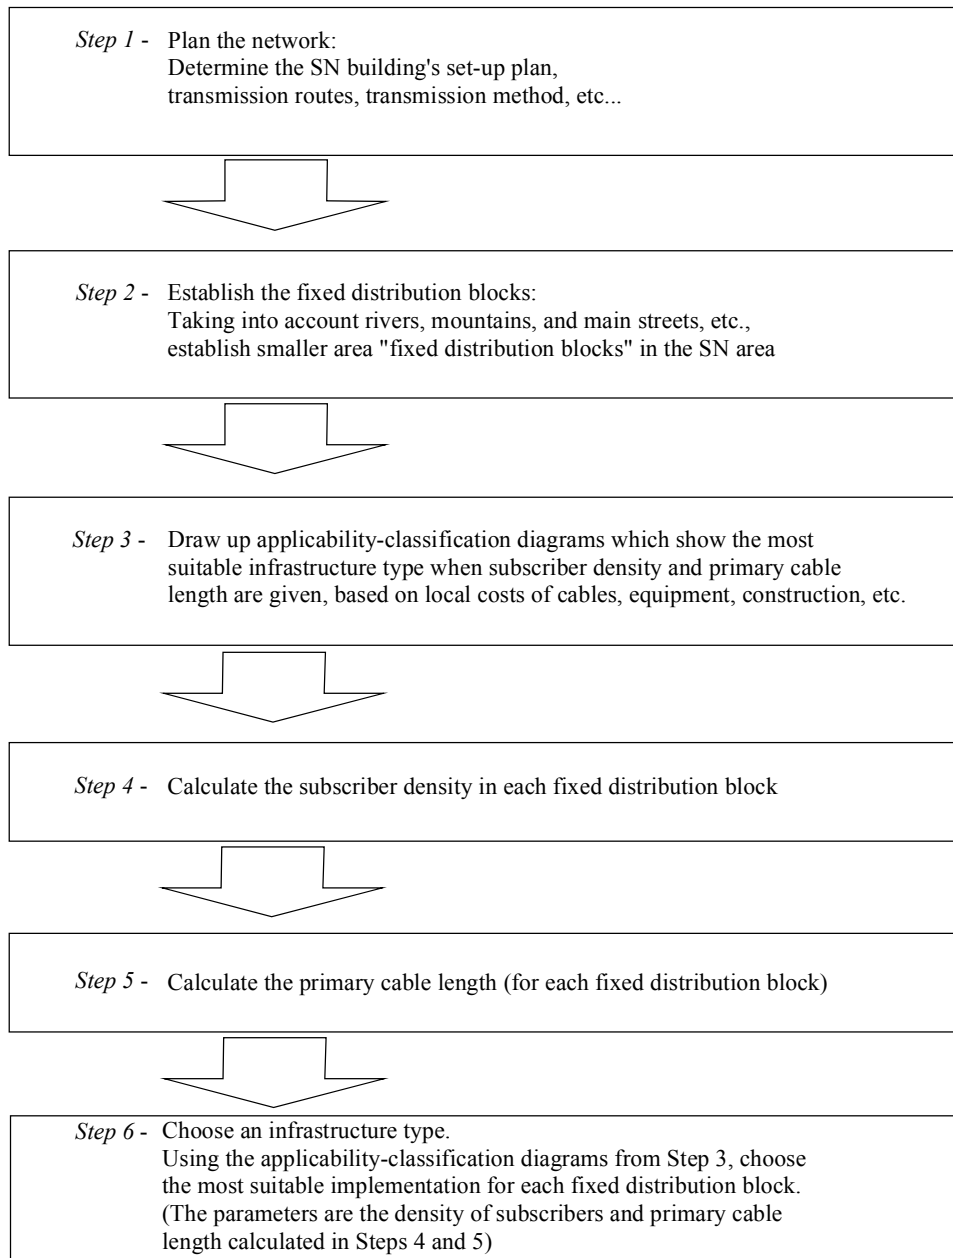 Step 1 - Plan the network:
Determine the SN building's set-up plan,
transmission routes, transmission method, etc...
Step 2 - Establish the fixed distribution blocks:
Taking into account rivers, mountains, and main streets, etc.,
establish smaller area "fixed distribution blocks" in the SN area
Step 3 - Draw up applicability-classification diagrams which show the most
suitable infrastructure type when subscriber density and primary cable
length are given, based on local costs of cables, equipment, construction, etc.
Step 4 - Calculate the subscriber density in each fixed distribution block
Step 5 - Calculate the primary cable length (for each fixed distribution block)
Step 6 - Choose an infrastructure type.
Using the applicability-classification diagrams from Step 3, choose
the most suitable implementation for each fixed distribution block.
(The parameters are the density of subscribers and primary cable
length calculated in Steps 4 and 5)